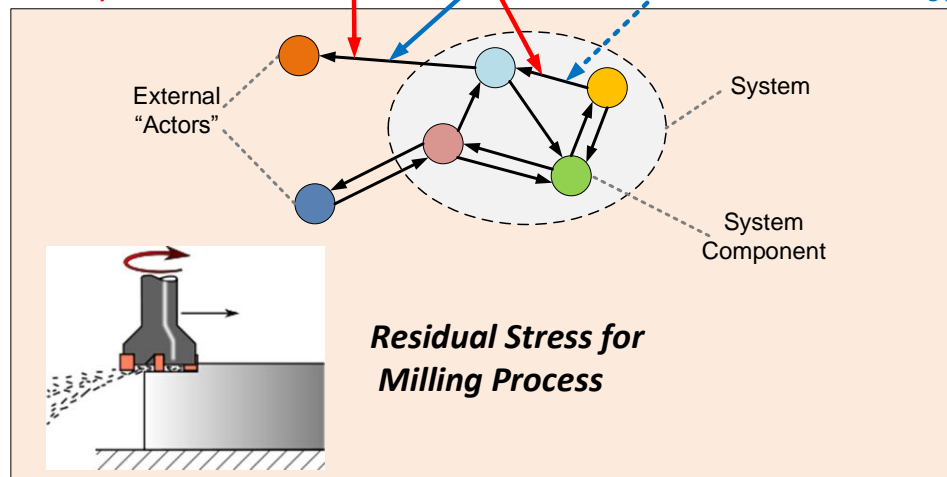 External
“Actors”
System
System
Component
Residual Stress for
Milling Process